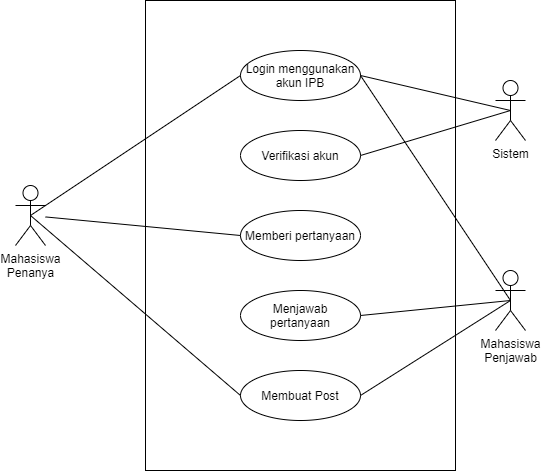 Login menggunakan
akun IPB
Verifikasi akun
Sistem
Memberi pertanyaan
Mahasiswa
Penanya
Menjawab
pertanyaan
Mahasiswa
Penjawab
Membuat Post